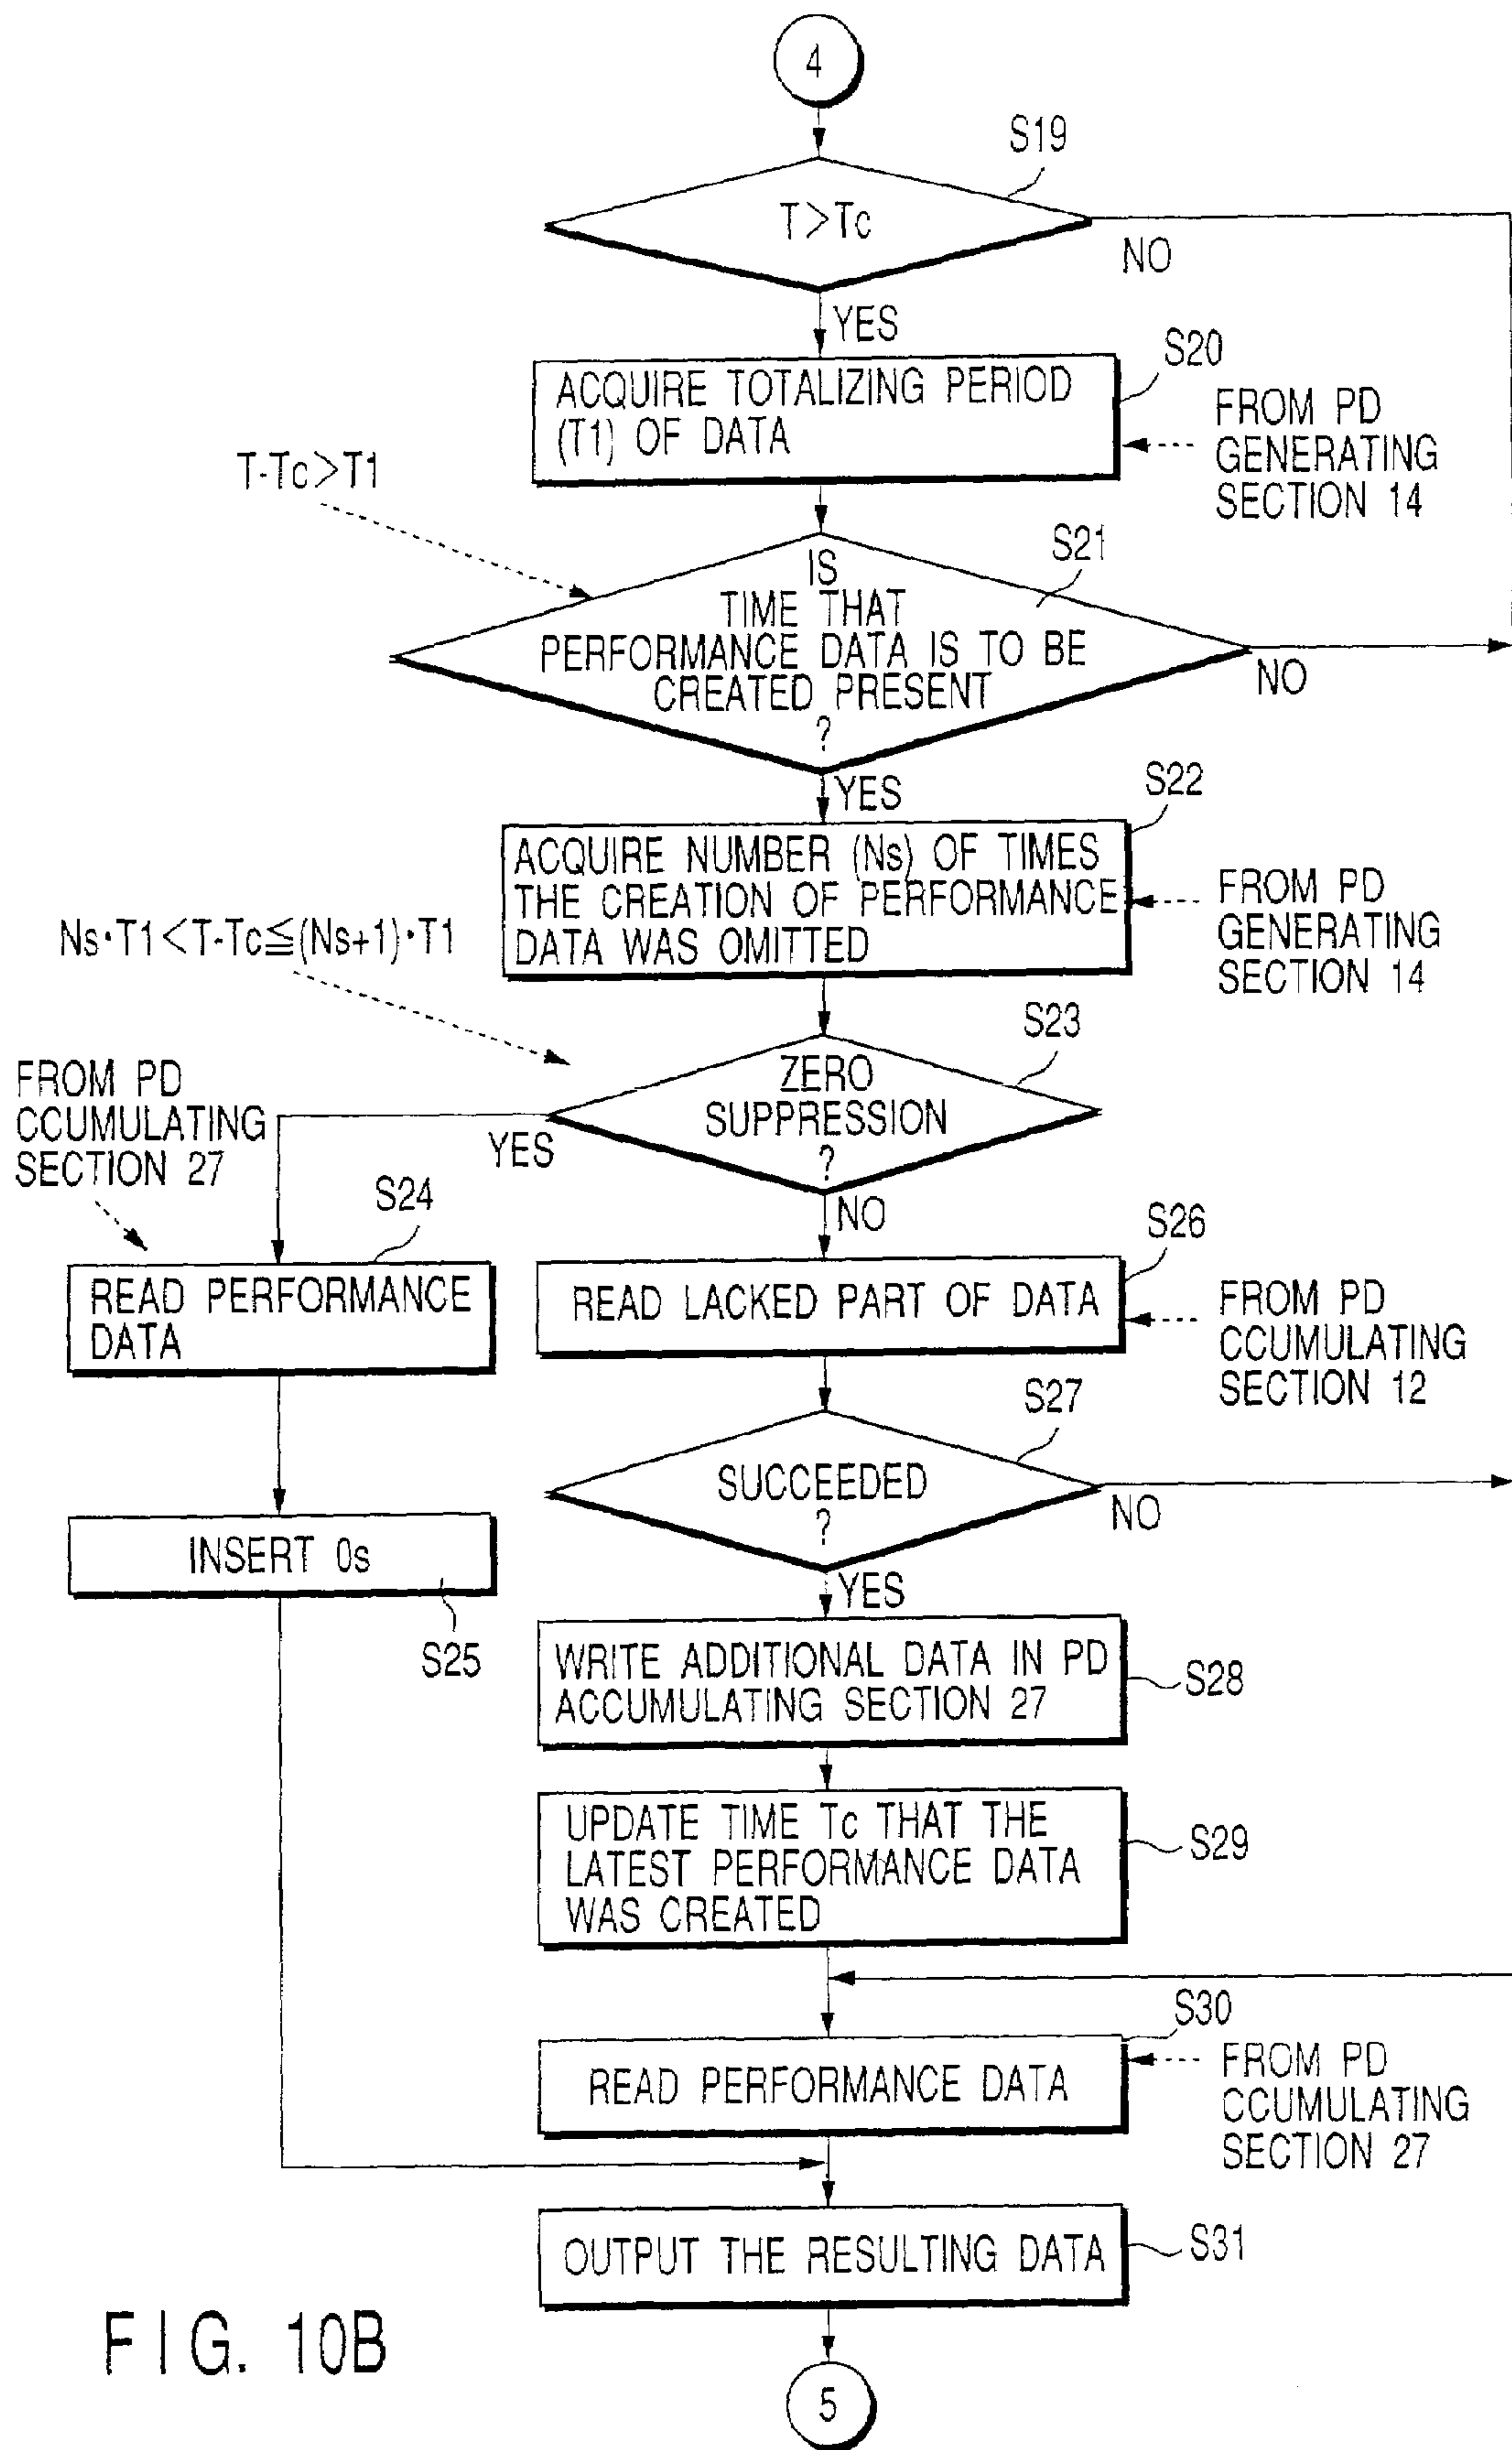 4
S19
T>Tc
NO
YES
S20
ACQUIRE TOTALIZING PERIOD
(T1) OF DATA
FROM PD
GENERATING
SECTION 14
T-Tc>T1
S21
IS
TIME THAT
PERFORMANCE DATA IS TO BE
CREATED PRESENT
?
NO
YES
S22
ACQUIRE NUMBER (Ns) OF TIMES
THE CREATION OF PERFORMANCE
DATA WAS OMITTED
FROM PD
GENERATING
SECTION 14
Ns·T1<T-Tc≦(Ns+1)·T1
S23
ZERO
SUPPRESSION
?
YES
NO
FROM PD
CCUMULATING
SECTION 27
S24
READ PERFORMANCE
DATA
S26
READ LACKED PART OF DATA
FROM PD
CCUMULATING
SECTION 12
S27
SUCCEEDED
?
NO
YES
INSERT 0s
S25
S28
WRITE ADDITIONAL DATA IN PD
ACCUMULATING SECTION 27
UPDATE TIME Tc THAT THE
LATEST PERFORMANCE DATA
WAS CREATED
S29
S30
READ PERFORMANCE DATA
FROM PD
CCUMULATING
SECTION 27
OUTPUT THE RESULTING DATA
S31
FIG. 10B
5